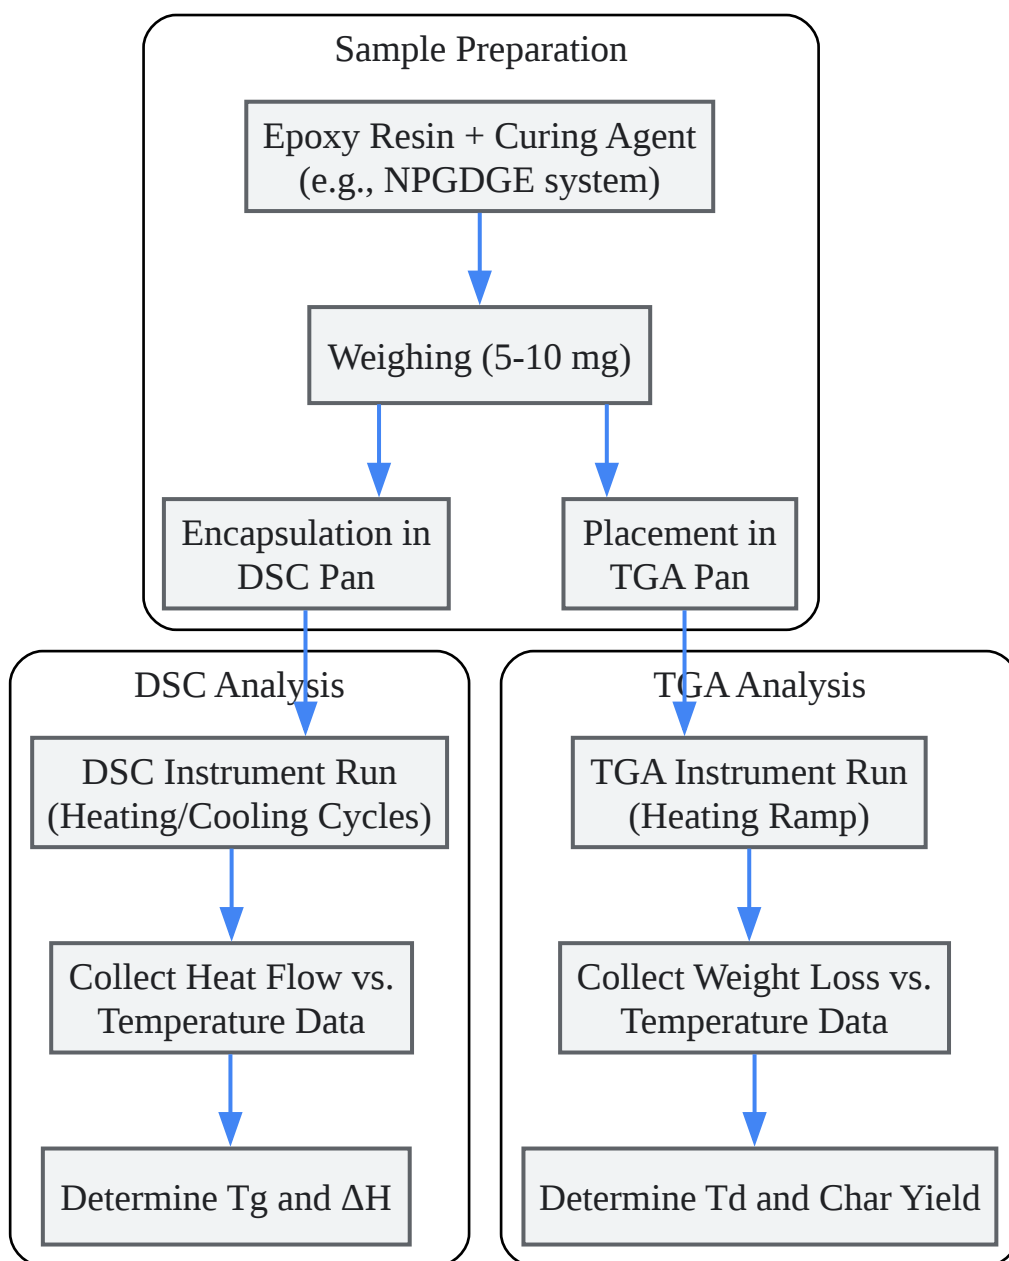 Sample Preparation
Epoxy Resin + Curing Agent
(e.g., NPGDGE system)
Weighing (5-10 mg)
Encapsulation in
DSC Pan
Placement in
TGA Pan
DSC Analysis
DSC Instrument Run
(Heating/Cooling Cycles)
Collect Heat Flow vs.
Temperature Data
Determine Tg and ΔH
TGA Analysis
TGA Instrument Run
(Heating Ramp)
Collect Weight Loss vs.
Temperature Data
Determine Td and Char Yield